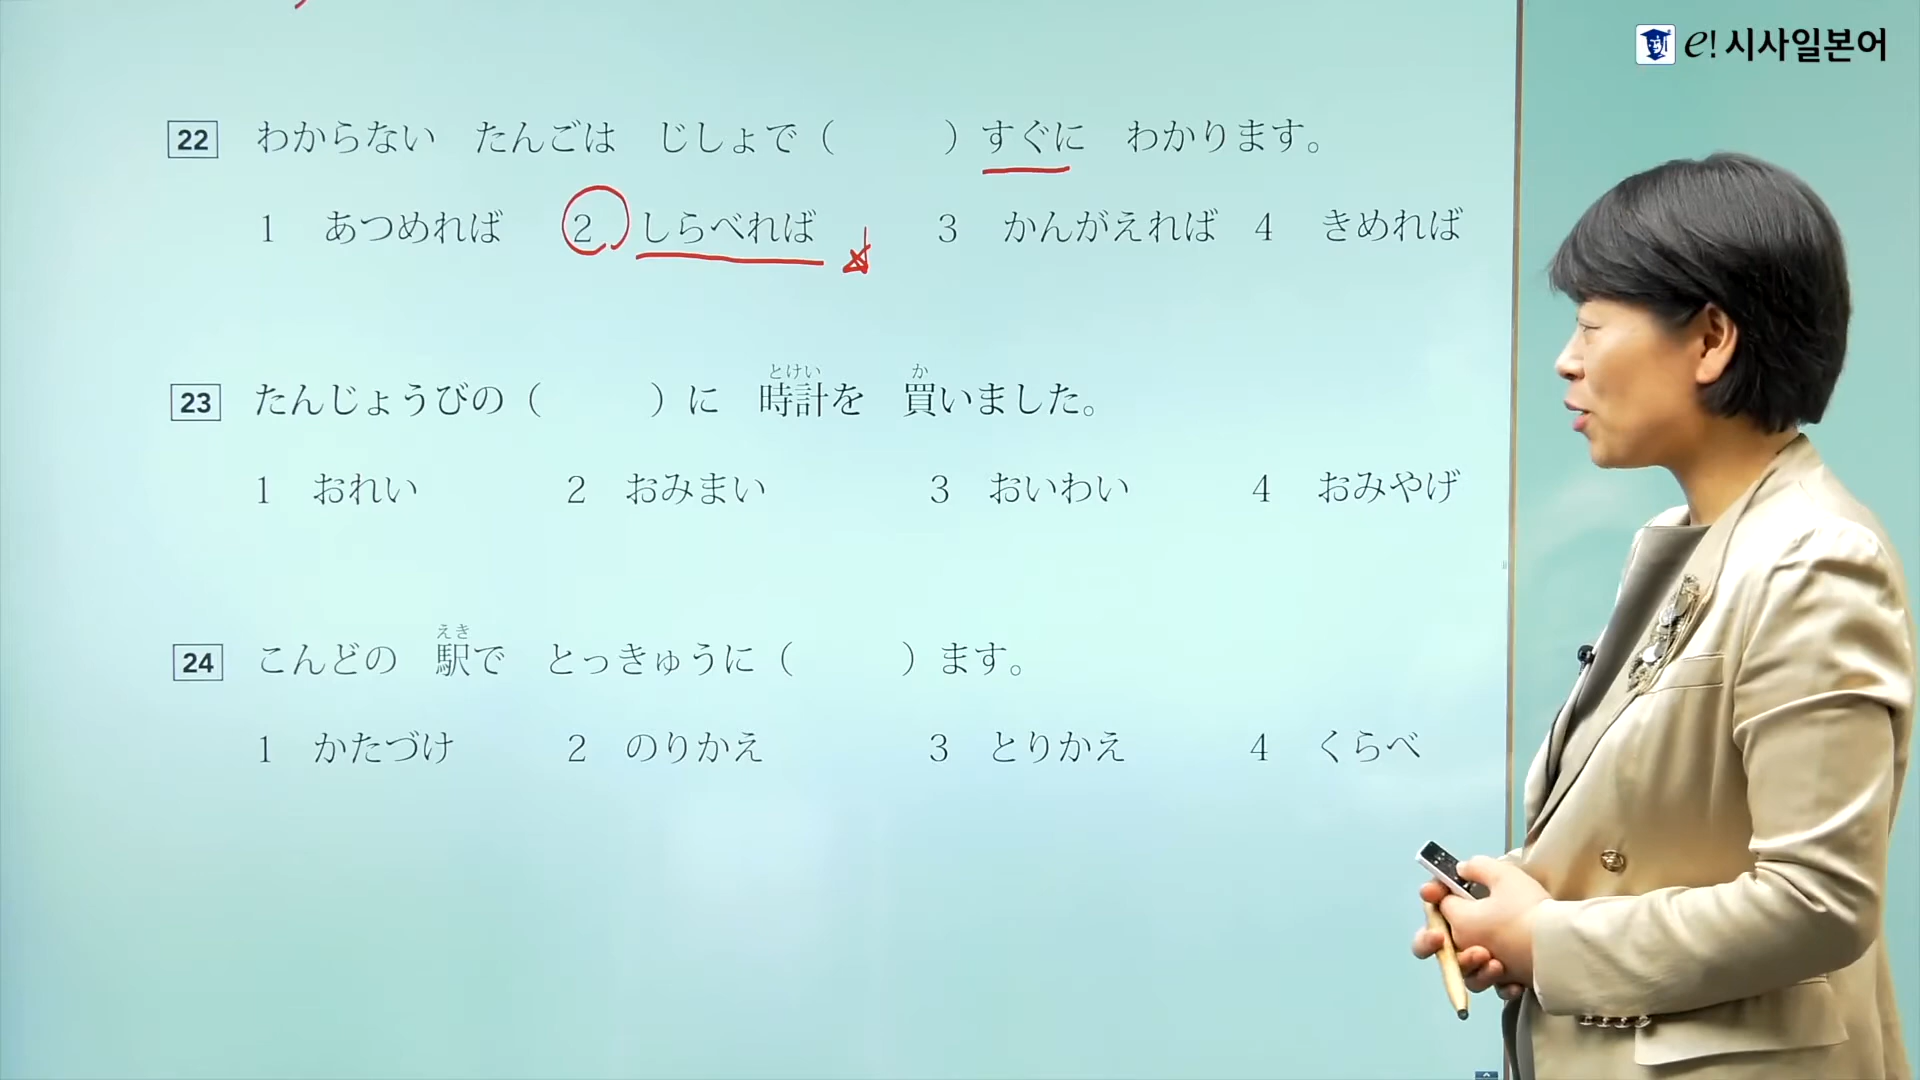 e! 시사일본어
22 わからない たんごは じしょで（ ）すぐに わかります。
1 あつめれば 2 しらべれば 3 かんがえれば 4 きめれば
とけい か
23 たんじょうびの（ ）に 時計を 買いました。
1 おれい 2 おみまい 3 おいわい 4 おみやげ
えき
24 こんどの 駅で とっきゅうに（ ）ます。
1 かたづけ 2 のりかえ 3 とりかえ 4 くらべ